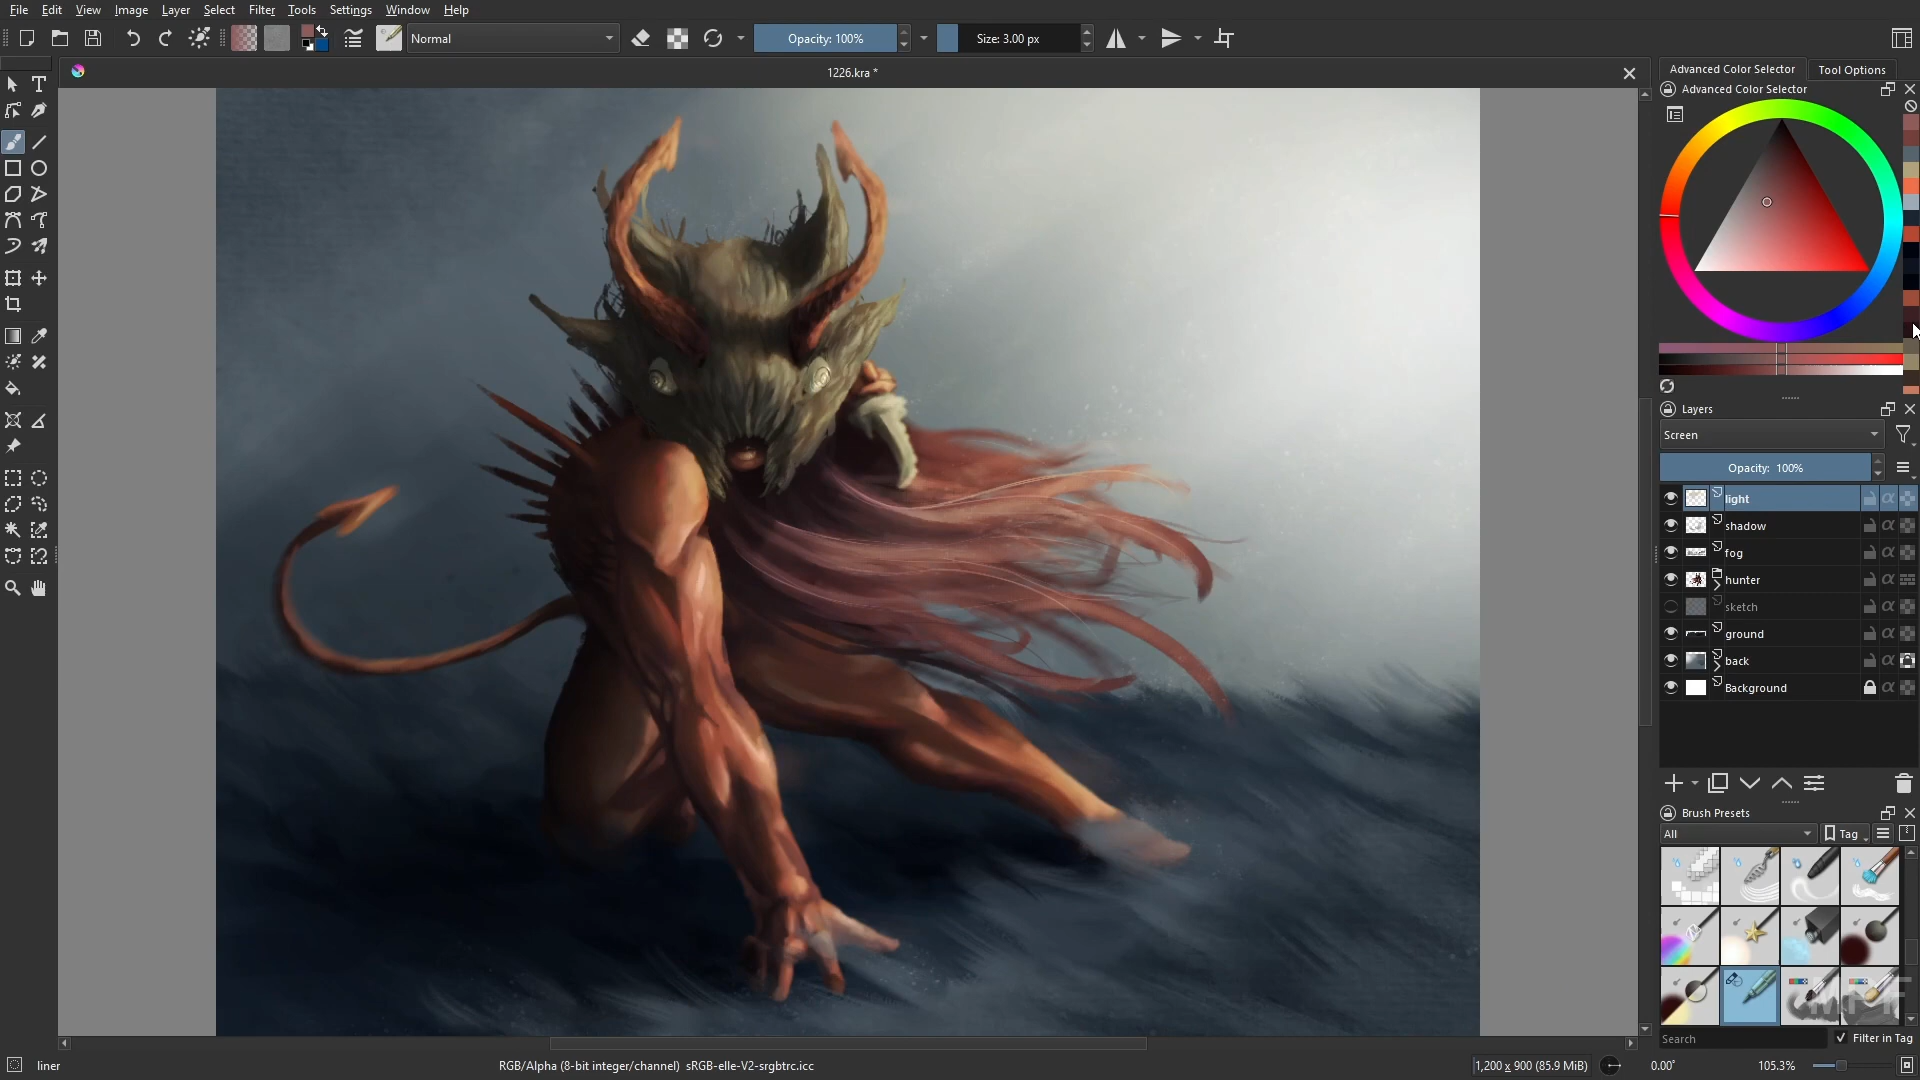 File Edit View Image Layer Select Filter Tools Settings Window Help
Normal
Opacity: 100%
Size: 3.00 px
1226.kra *
Advanced Color Selector
Tool Options
Advanced Color Selector
Layers
Screen
Opacity: 100%
light
shadow
fog
hunter
sketch
ground
back
Background
Brush Presets
All
Tag
Search
Filter in Tag
liner
RGB/Alpha (8-bit integer/channel) sRGB-elle-V2-srgbtrc.icc
1,200 x 900 (85.9 MiB)
0.00°
105.3%